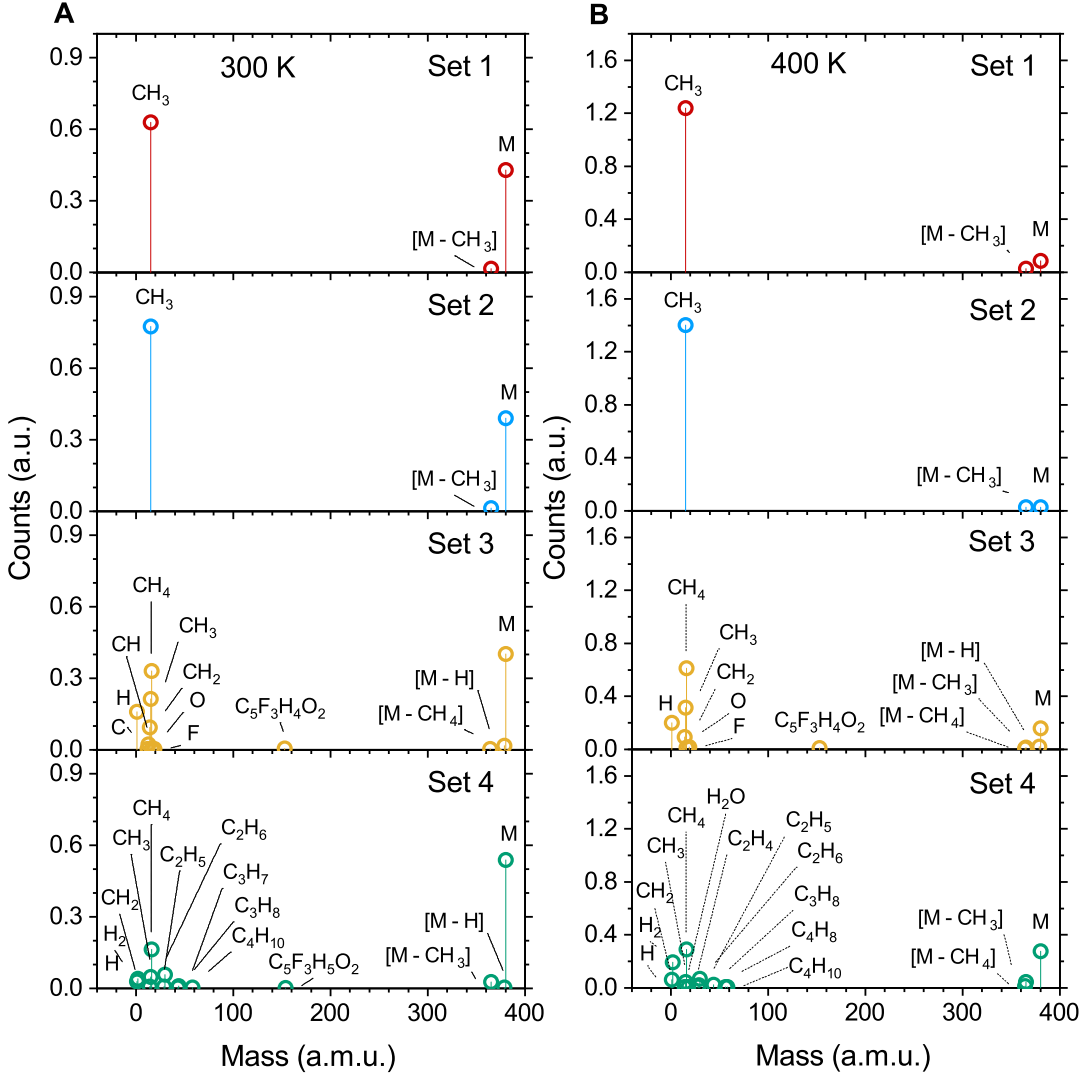 A
B
300 K
Set 1
CH₃
M
[M - CH₃]
0.9
0.6
0.3
0.0
400 K
Set 1
CH₃
M
[M - CH₃]
1.6
1.2
0.8
0.4
0.0
Set 2
CH₃
M
[M - CH₃]
0.9
0.6
0.3
0.0
Set 2
CH₃
M
[M - CH₃]
1.6
1.2
0.8
0.4
0.0
Counts (a.u.)
Counts (a.u.)
Set 3
CH₄
CH₃
CH
CH₂
H
O
C
F
C₅F₃H₄O₂
[M - H]
[M - CH₄]
M
0.9
0.6
0.3
0.0
Set 3
CH₄
CH₃
CH₂
H
O
F
C₅F₃H₄O₂
[M - H]
[M - CH₃]
[M - CH₄]
M
1.6
1.2
0.8
0.4
0.0
Set 4
CH₄
CH₃
C₂H₆
C₂H₅
C₃H₇
CH₂
C₃H₈
H₂
C₄H₁₀
H
C₅F₃H₅O₂
[M - H]
[M - CH₃]
M
0.9
0.6
0.3
0.0
0
100
200
300
400
Mass (a.m.u.)
Set 4
H₂O
CH₄
C₂H₅
CH₃
C₂H₄
C₂H₆
CH₂
C₃H₈
H₂
C₄H₈
H
C₄H₁₀
[M - CH₃]
[M - CH₄]
M
1.6
1.2
0.8
0.4
0.0
0
100
200
300
400
Mass (a.m.u.)